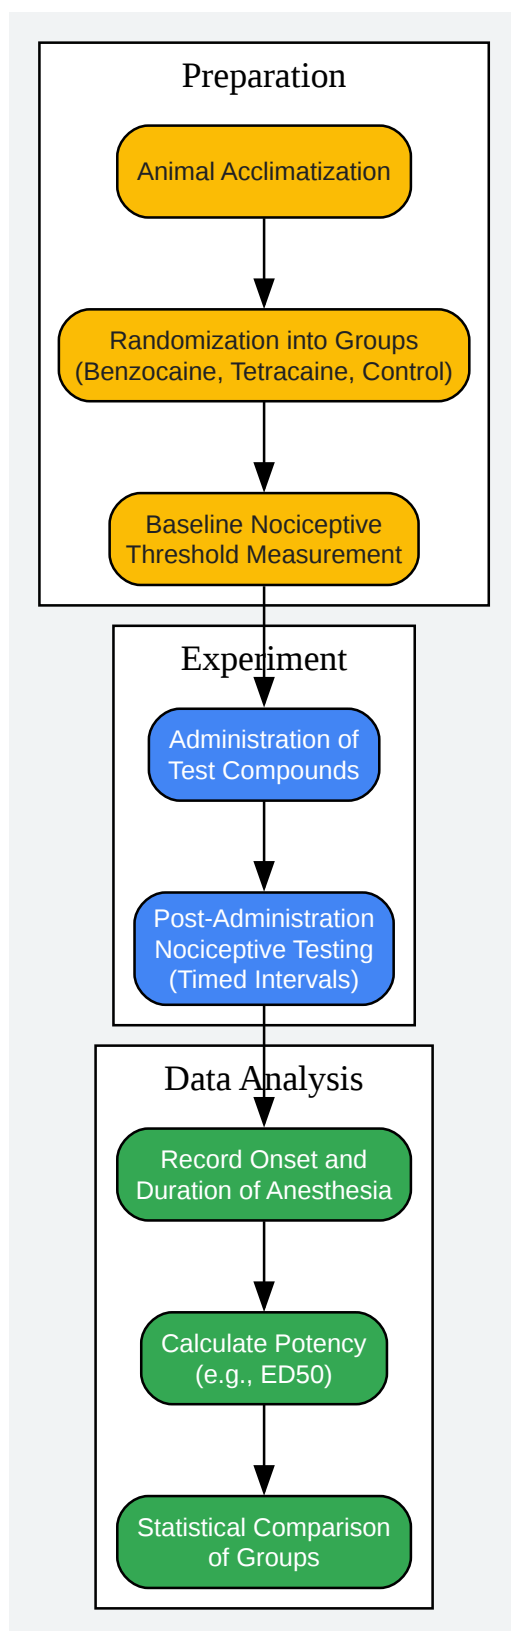 Preparation
Animal Acclimatization
Randomization into Groups
(Benzocaine, Tetracaine, Control)
Baseline Nociceptive
Threshold Measurement
Experiment
Administration of
Test Compounds
Post-Administration
Nociceptive Testing
(Timed Intervals)
Data Analysis
Record Onset and
Duration of Anesthesia
Calculate Potency
(e.g., ED50)
Statistical Comparison
of Groups